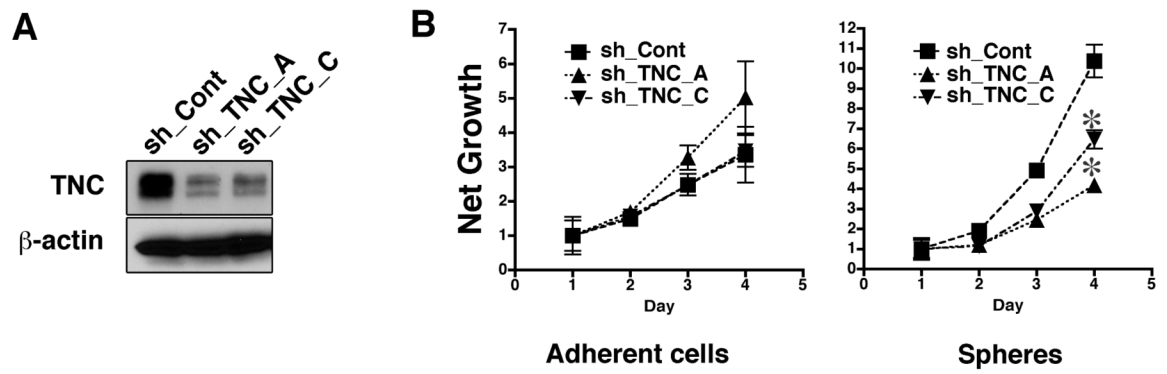 A
sh_Cont
sh_TNC_A
sh_TNC_C
TNC
β-actin
B
Net Growth
7
6
5
4
3
2
1
0
0
1
2
3
4
5
Day
sh_Cont
sh_TNC_A
sh_TNC_C
Adherent cells
12
11
10
9
8
7
6
5
4
3
2
1
0
0
1
2
3
4
5
Day
sh_Cont
sh_TNC_A
sh_TNC_C
*
*
Spheres